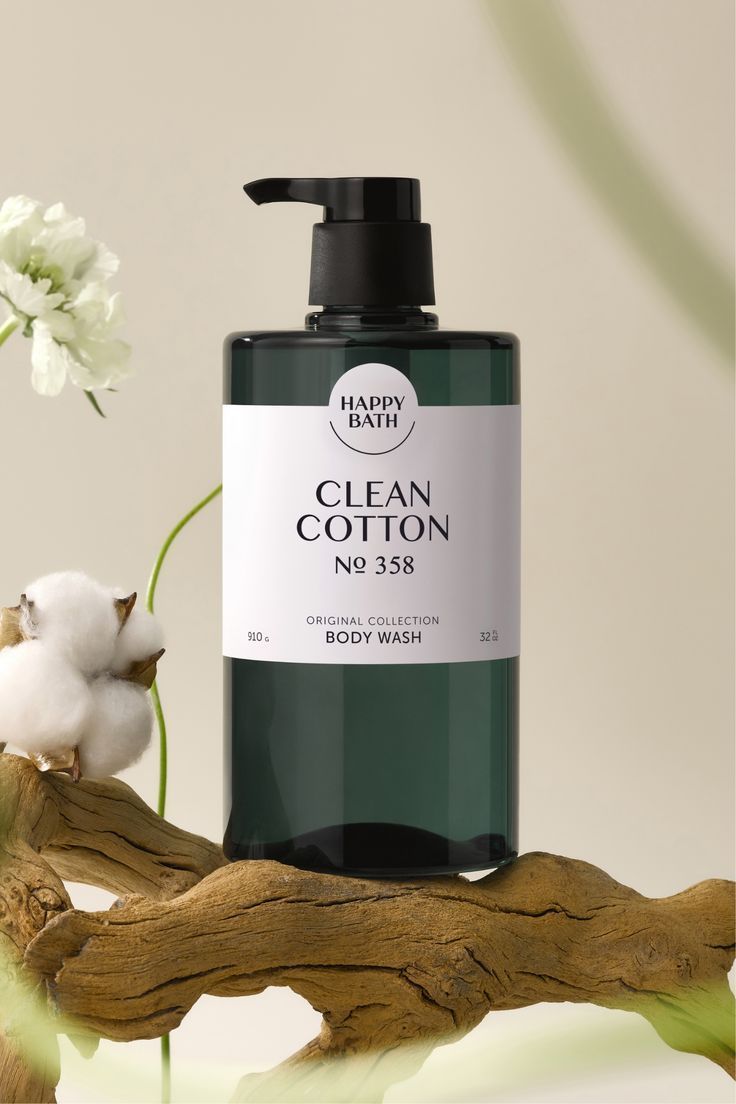 HAPPY
BATH
CLEAN
COTTON
Nº 358
ORIGINAL COLLECTION
910 G BODY WASH 32 FL OZ